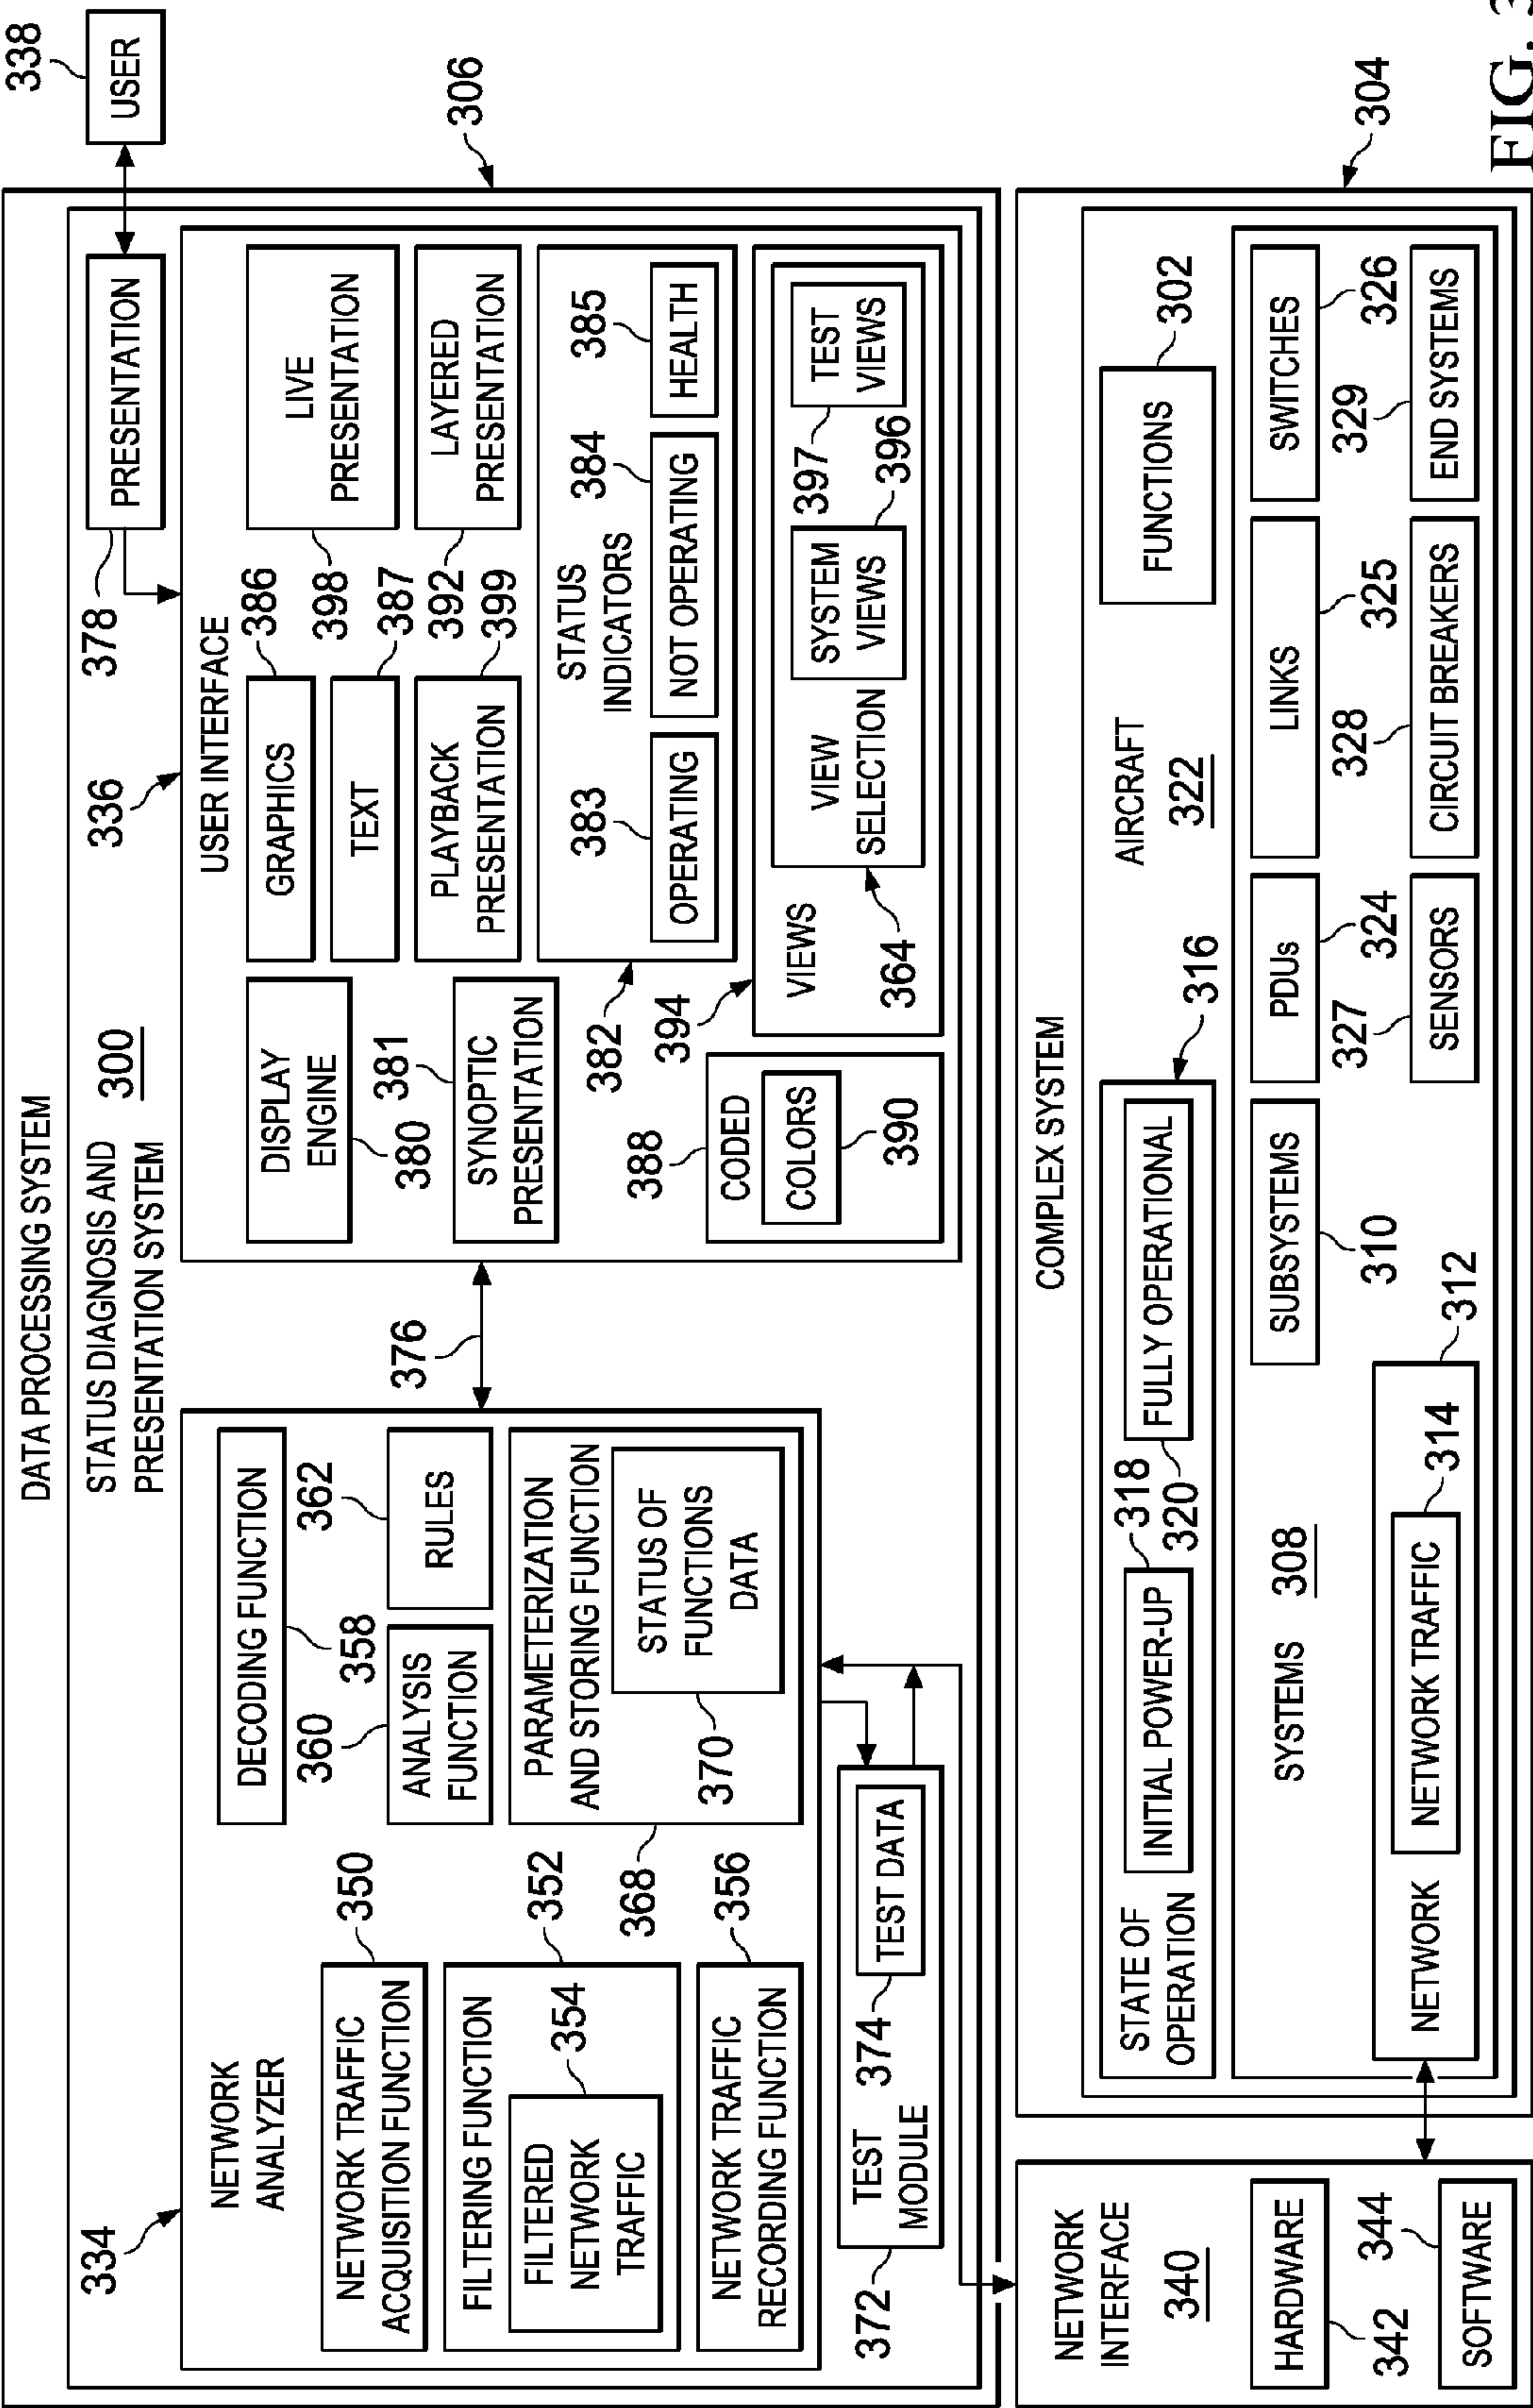 DATA PROCESSING SYSTEM
306
STATUS DIAGNOSIS AND
PRESENTATION SYSTEM
300
334
NETWORK
ANALYZER
NETWORK TRAFFIC
ACQUISITION FUNCTION
350
FILTERING FUNCTION
352
FILTERED
NETWORK
TRAFFIC
354
NETWORK TRAFFIC
RECORDING FUNCTION
356
DECODING FUNCTION
358
ANALYSIS
FUNCTION
360
RULES
362
PARAMETERIZATION
AND STORING FUNCTION
368
STATUS OF
FUNCTIONS
DATA
370
TEST
MODULE
372
TEST DATA
374
376
336
USER INTERFACE
378
PRESENTATION
338
USER
DISPLAY
ENGINE
380
GRAPHICS
386
LIVE
PRESENTATION
398
TEXT
387
SYNOPTIC
PRESENTATION
381
PLAYBACK
PRESENTATION
399
LAYERED
PRESENTATION
392
STATUS
INDICATORS
382
OPERATING
383
NOT OPERATING
384
HEALTH
385
CODED
388
COLORS
390
VIEWS
394
VIEW
SELECTION
364
SYSTEM
VIEWS
396
TEST
VIEWS
397
NETWORK
INTERFACE
340
HARDWARE
342
SOFTWARE
344
COMPLEX SYSTEM
304
AIRCRAFT
322
STATE OF
OPERATION
316
INITIAL POWER-UP
318
FULLY OPERATIONAL
320
FUNCTIONS
302
SYSTEMS
308
SUBSYSTEMS
310
NETWORK
312
NETWORK TRAFFIC
314
PDUs
324
LINKS
325
SWITCHES
326
SENSORS
327
CIRCUIT BREAKERS
328
END SYSTEMS
329
FIG. 3